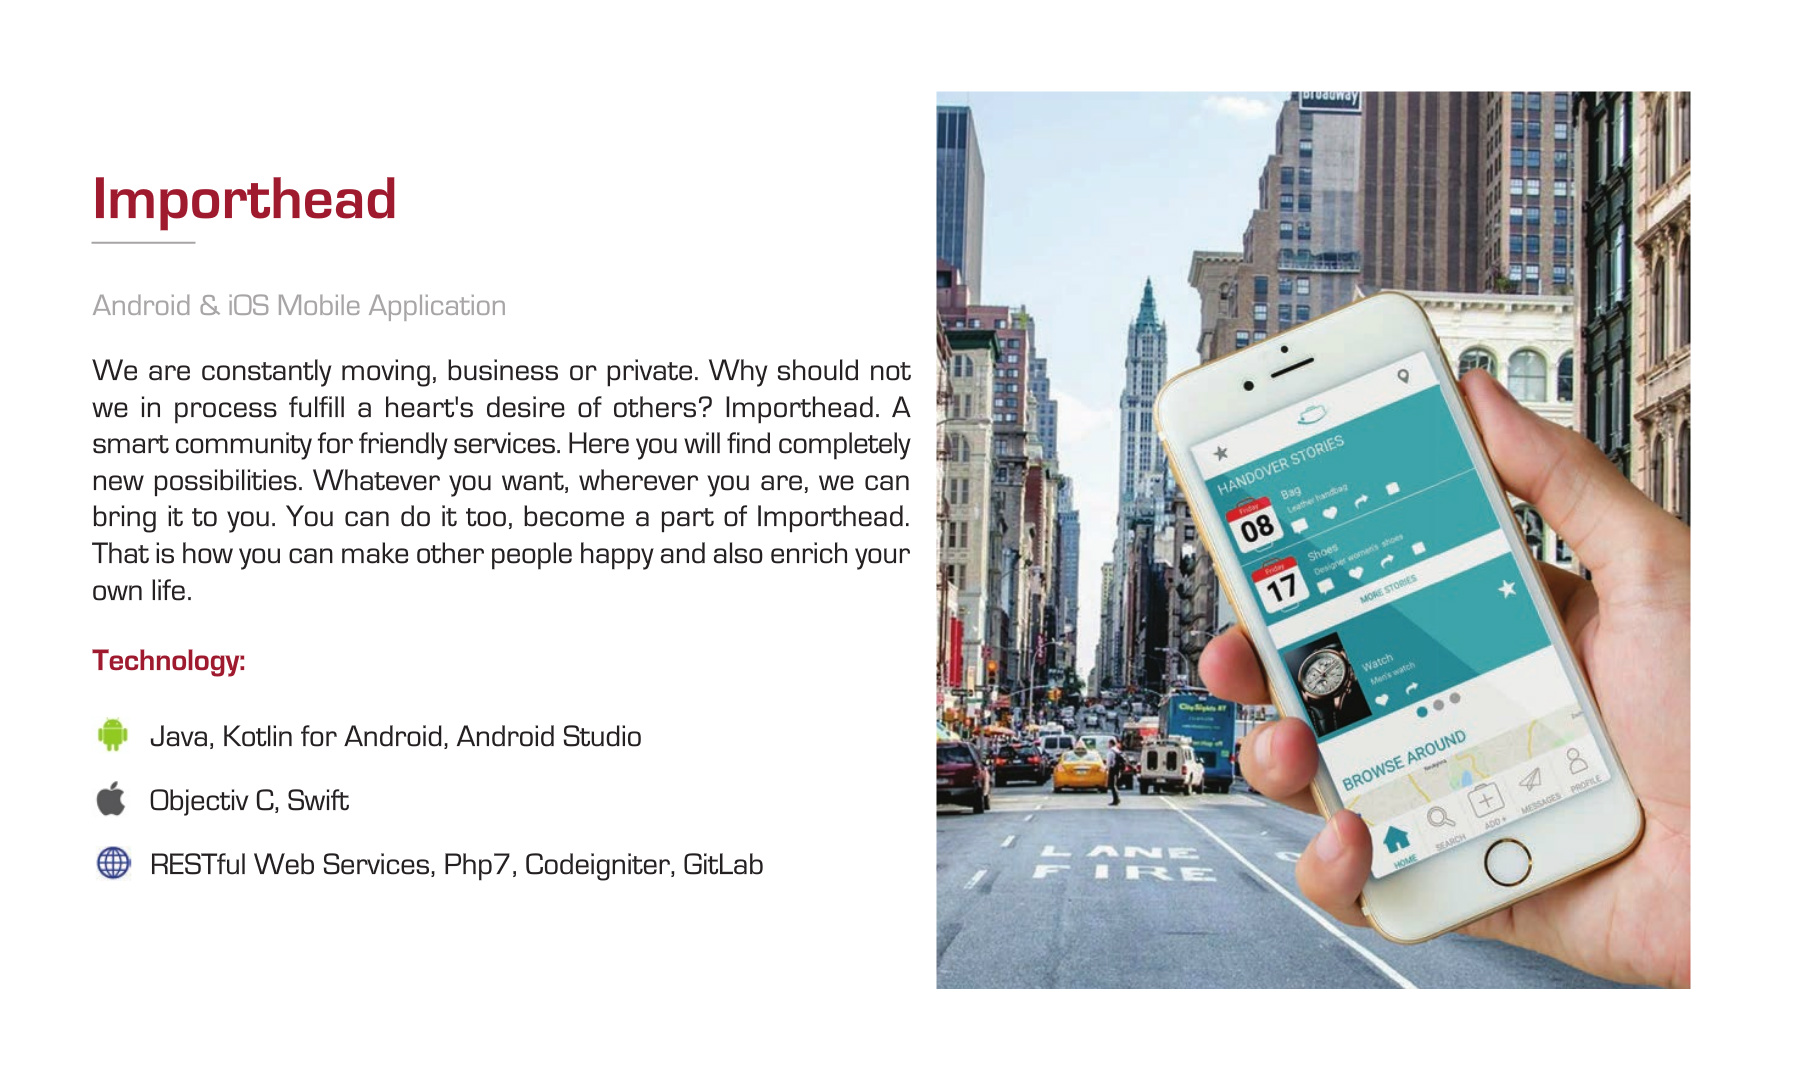 Importhead
Android & iOS Mobile Application
We are constantly moving, business or private. Why should not
we in process fulfill a heart's desire of others? Importhead. A
smart community for friendly services. Here you will find completely
new possibilities. Whatever you want, wherever you are, we can
bring it to you. You can do it too, become a part of Importhead.
That is how you can make other people happy and also enrich your
own life.
Technology:
Java, Kotlin for Android, Android Studio
Objectiv C, Swift
RESTful Web Services, Php7, Codeigniter, GitLab
Broadway
HANDOVER STORIES
Friday
08
Bag
Leather handbag
Friday
17
Shoes
Designer women's shoes
MORE STORIES
Watch
Men's watch
BROWSE AROUND
HOME
SEARCH
ADD +
MESSAGES
PROFILE
CitySights NY
LANE
FIRE